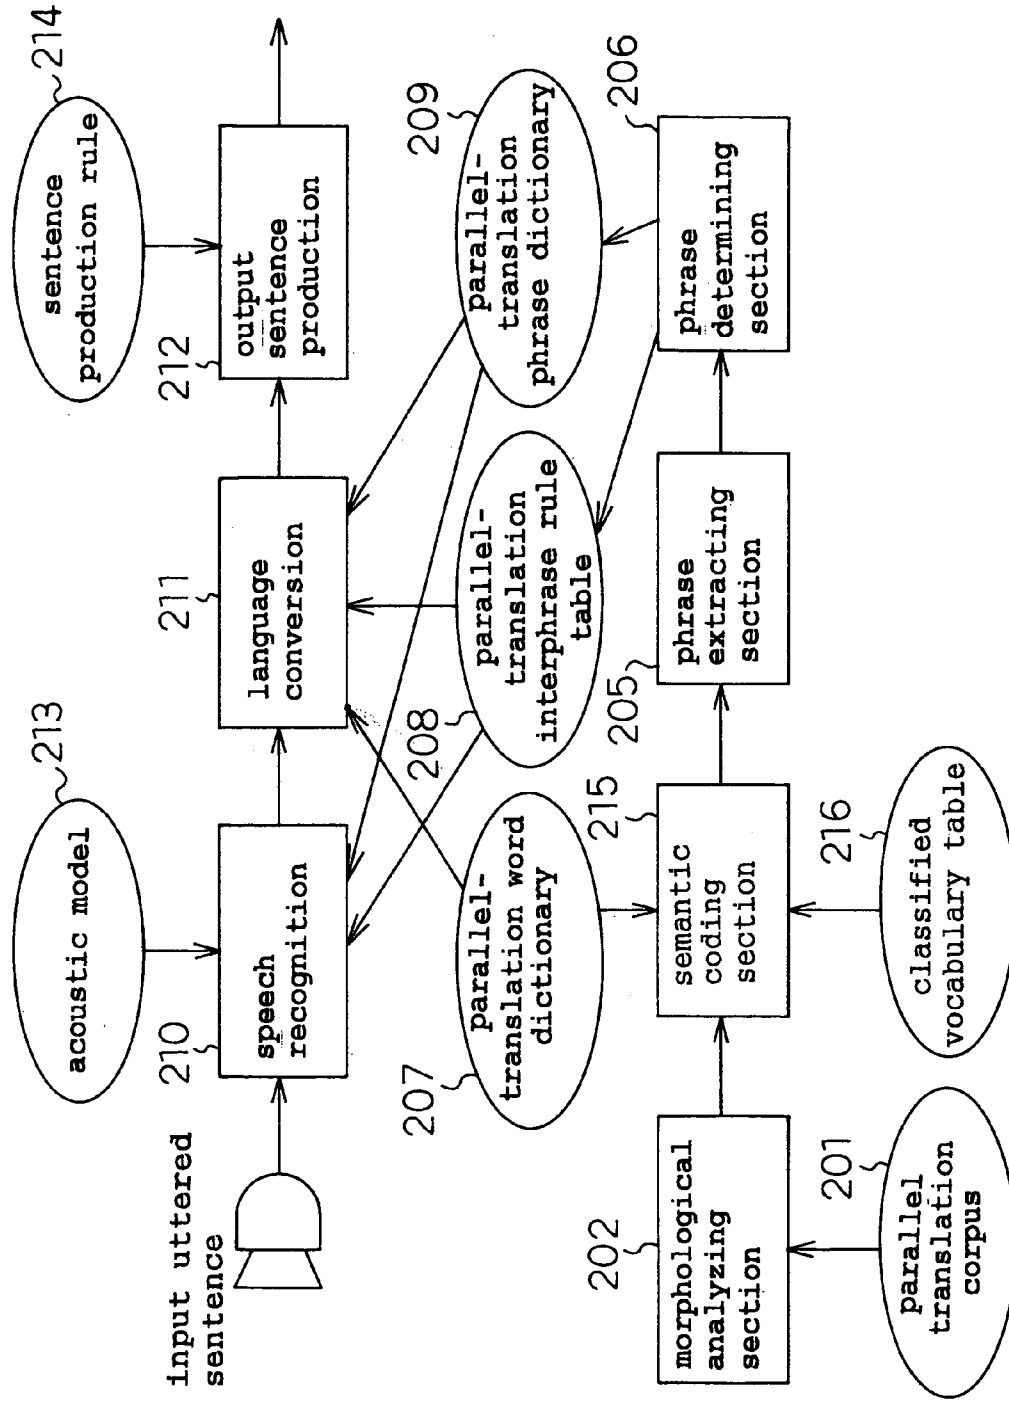 input uttered
sentence
acoustic model
213
210
speech
recognition
211
language
conversion
sentence
production rule
214
212
output
sentence
production
207
parallel-
translation word
dictionary
208
parallel-
translation
interphrase rule
table
209
parallel-
translation
phrase dictionary
202
morphological
analyzing
section
201
parallel
translation
corpus
215
semantic
coding
section
216
classified
vocabulary table
205
phrase
extracting
section
206
phrase
determining
section